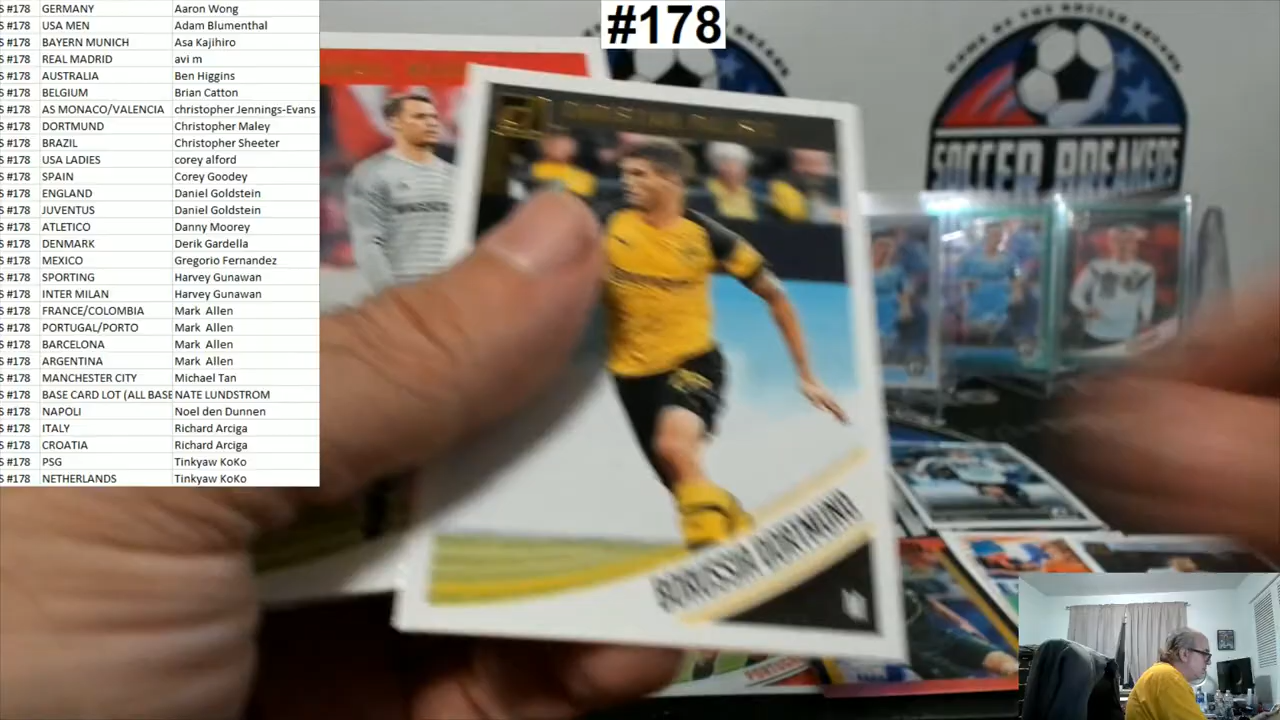 #178
S #178 GERMANY Aaron Wong
S #178 USA MEN Adam Blumenthal
S #178 BAYERN MUNICH Asa Kajihiro
S #178 REAL MADRID avi m
S #178 AUSTRALIA Ben Higgins
S #178 BELGIUM Brian Catton
S #178 AS MONACO/VALENCIA christopher Jennings-Evans
S #178 DORTMUND Christopher Maley
S #178 BRAZIL Christopher Sheeter
S #178 USA LADIES corey alford
S #178 SPAIN Corey Goodey
S #178 ENGLAND Daniel Goldstein
S #178 JUVENTUS Daniel Goldstein
S #178 ATLETICO Danny Moorey
S #178 DENMARK Derik Gardella
S #178 MEXICO Gregorio Fernandez
S #178 SPORTING Harvey Gunawan
S #178 INTER MILAN Harvey Gunawan
S #178 FRANCE/COLOMBIA Mark Allen
S #178 PORTUGAL/PORTO Mark Allen
S #178 BARCELONA Mark Allen
S #178 ARGENTINA Mark Allen
S #178 MANCHESTER CITY Michael Tan
S #178 BASE CARD LOT (ALL BASE NATE LUNDSTROM
S #178 NAPOLI Noel den Dunnen
S #178 ITALY Richard Arciga
S #178 CROATIA Richard Arciga
S #178 PSG Tinkyaw KoKo
S #178 NETHERLANDS Tinkyaw KoKo
SOCCER BREAKERS
BORUSSIA DORTMUND